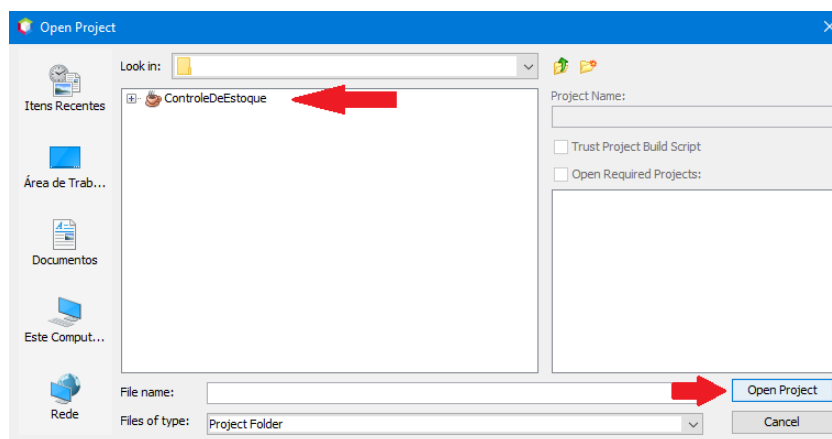 Open Project
Look in:
Itens Recentes
ControleDeEstoque
Project Name:
Trust Project Build Script
Open Required Projects:
Área de Trab...
Documentos
Este Comput...
Rede
File name:
Open Project
Files of type:
Project Folder
Cancel